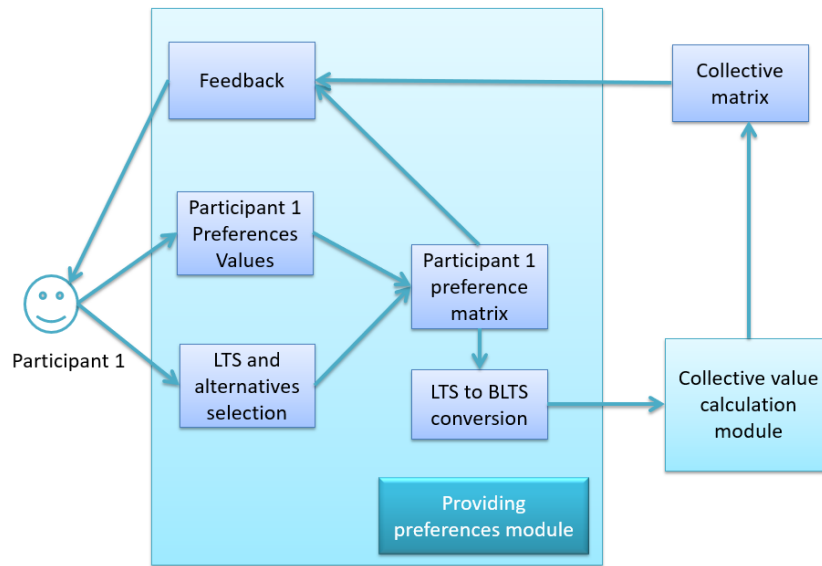 Feedback
Collective
matrix
Participant 1
Preferences
Values
Participant 1
preference
matrix
Participant 1
LTS and
alternatives
selection
LTS to BLTS
conversion
Collective value
calculation
module
Providing
preferences module